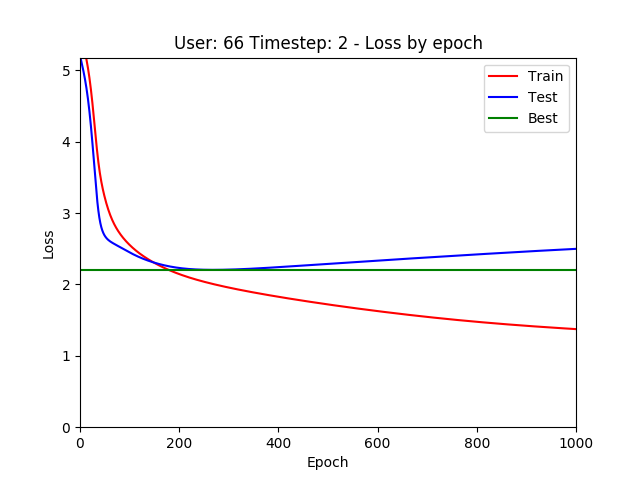 User: 66 Timestep: 2 - Loss by epoch
Train
Test
Best
5
4
3
2
1
0
Loss
0 200 400 600 800 1000
Epoch